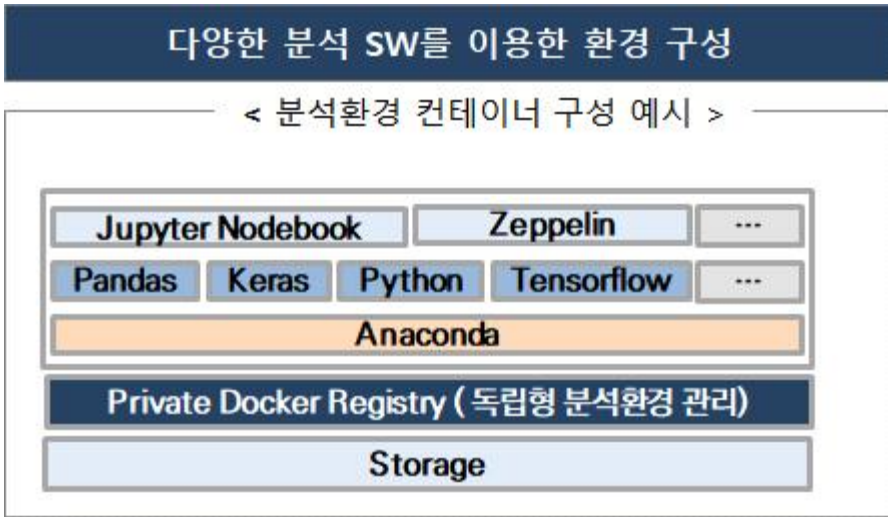 다양한 분석 SW를 이용한 환경 구성
< 분석환경 컨테이너 구성 예시 >
Jupyter Nodebook Zeppelin ---
Pandas Keras Python Tensorflow ---
Anaconda
Private Docker Registry ( 독립형 분석환경 관리)
Storage